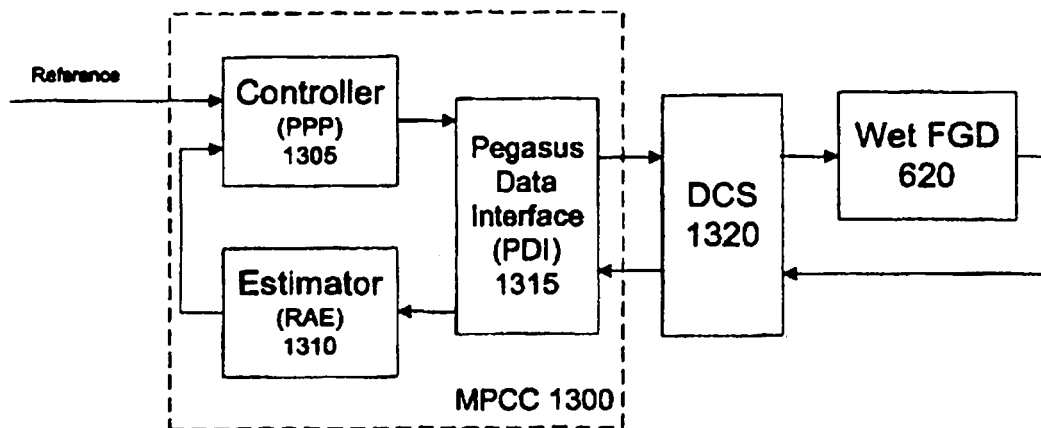 Reference
Controller
(PPP)
1305
Pegasus
Data
Interface
(PDI)
1315
DCS
1320
Wet FGD
620
Estimator
(RAE)
1310
MPCC 1300